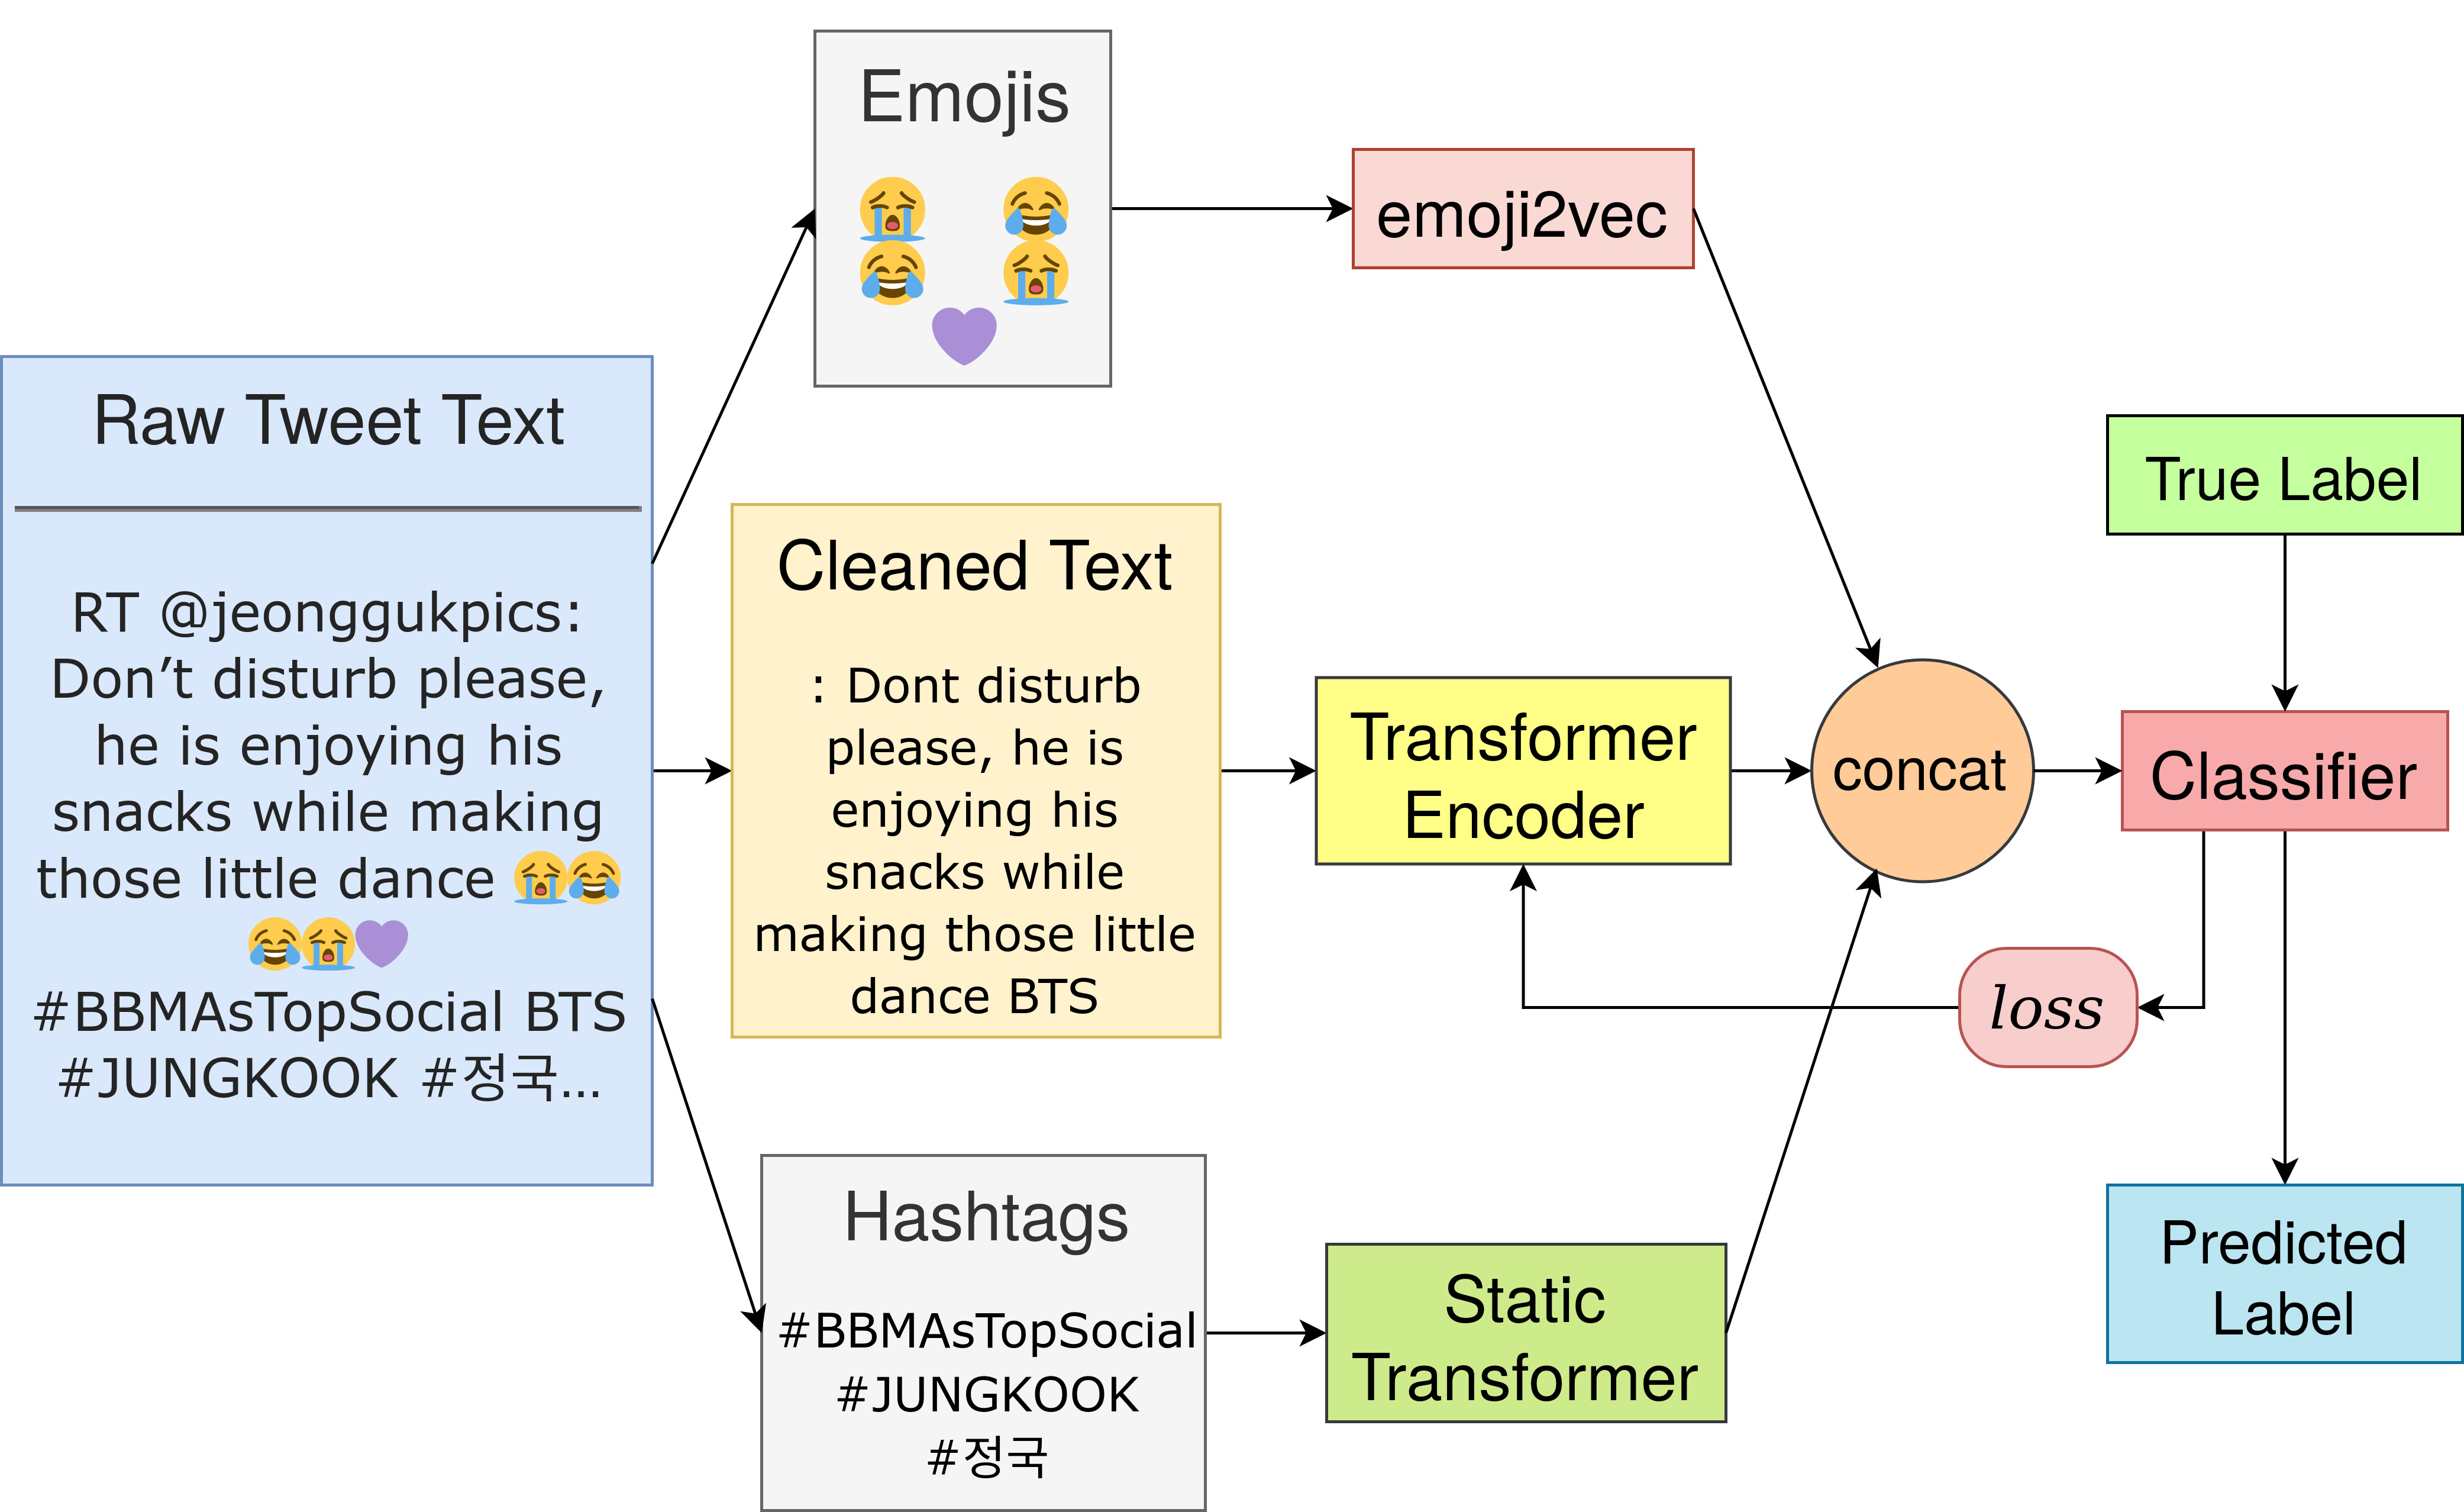 Raw Tweet Text
RT @jeonggukpics:
Don’t disturb please,
he is enjoying his
snacks while making
those little dance 😭😂
😂😭💜
#BBMAsTopSocial BTS
#JUNGKOOK #정국...
Emojis
😭 😂
😂 😭
💜
emoji2vec
Cleaned Text
: Dont disturb
please, he is
enjoying his
snacks while
making those little
dance BTS
Transformer
Encoder
Hashtags
#BBMAsTopSocial
#JUNGKOOK
#정국
Static
Transformer
concat
True Label
Classifier
loss
Predicted
Label